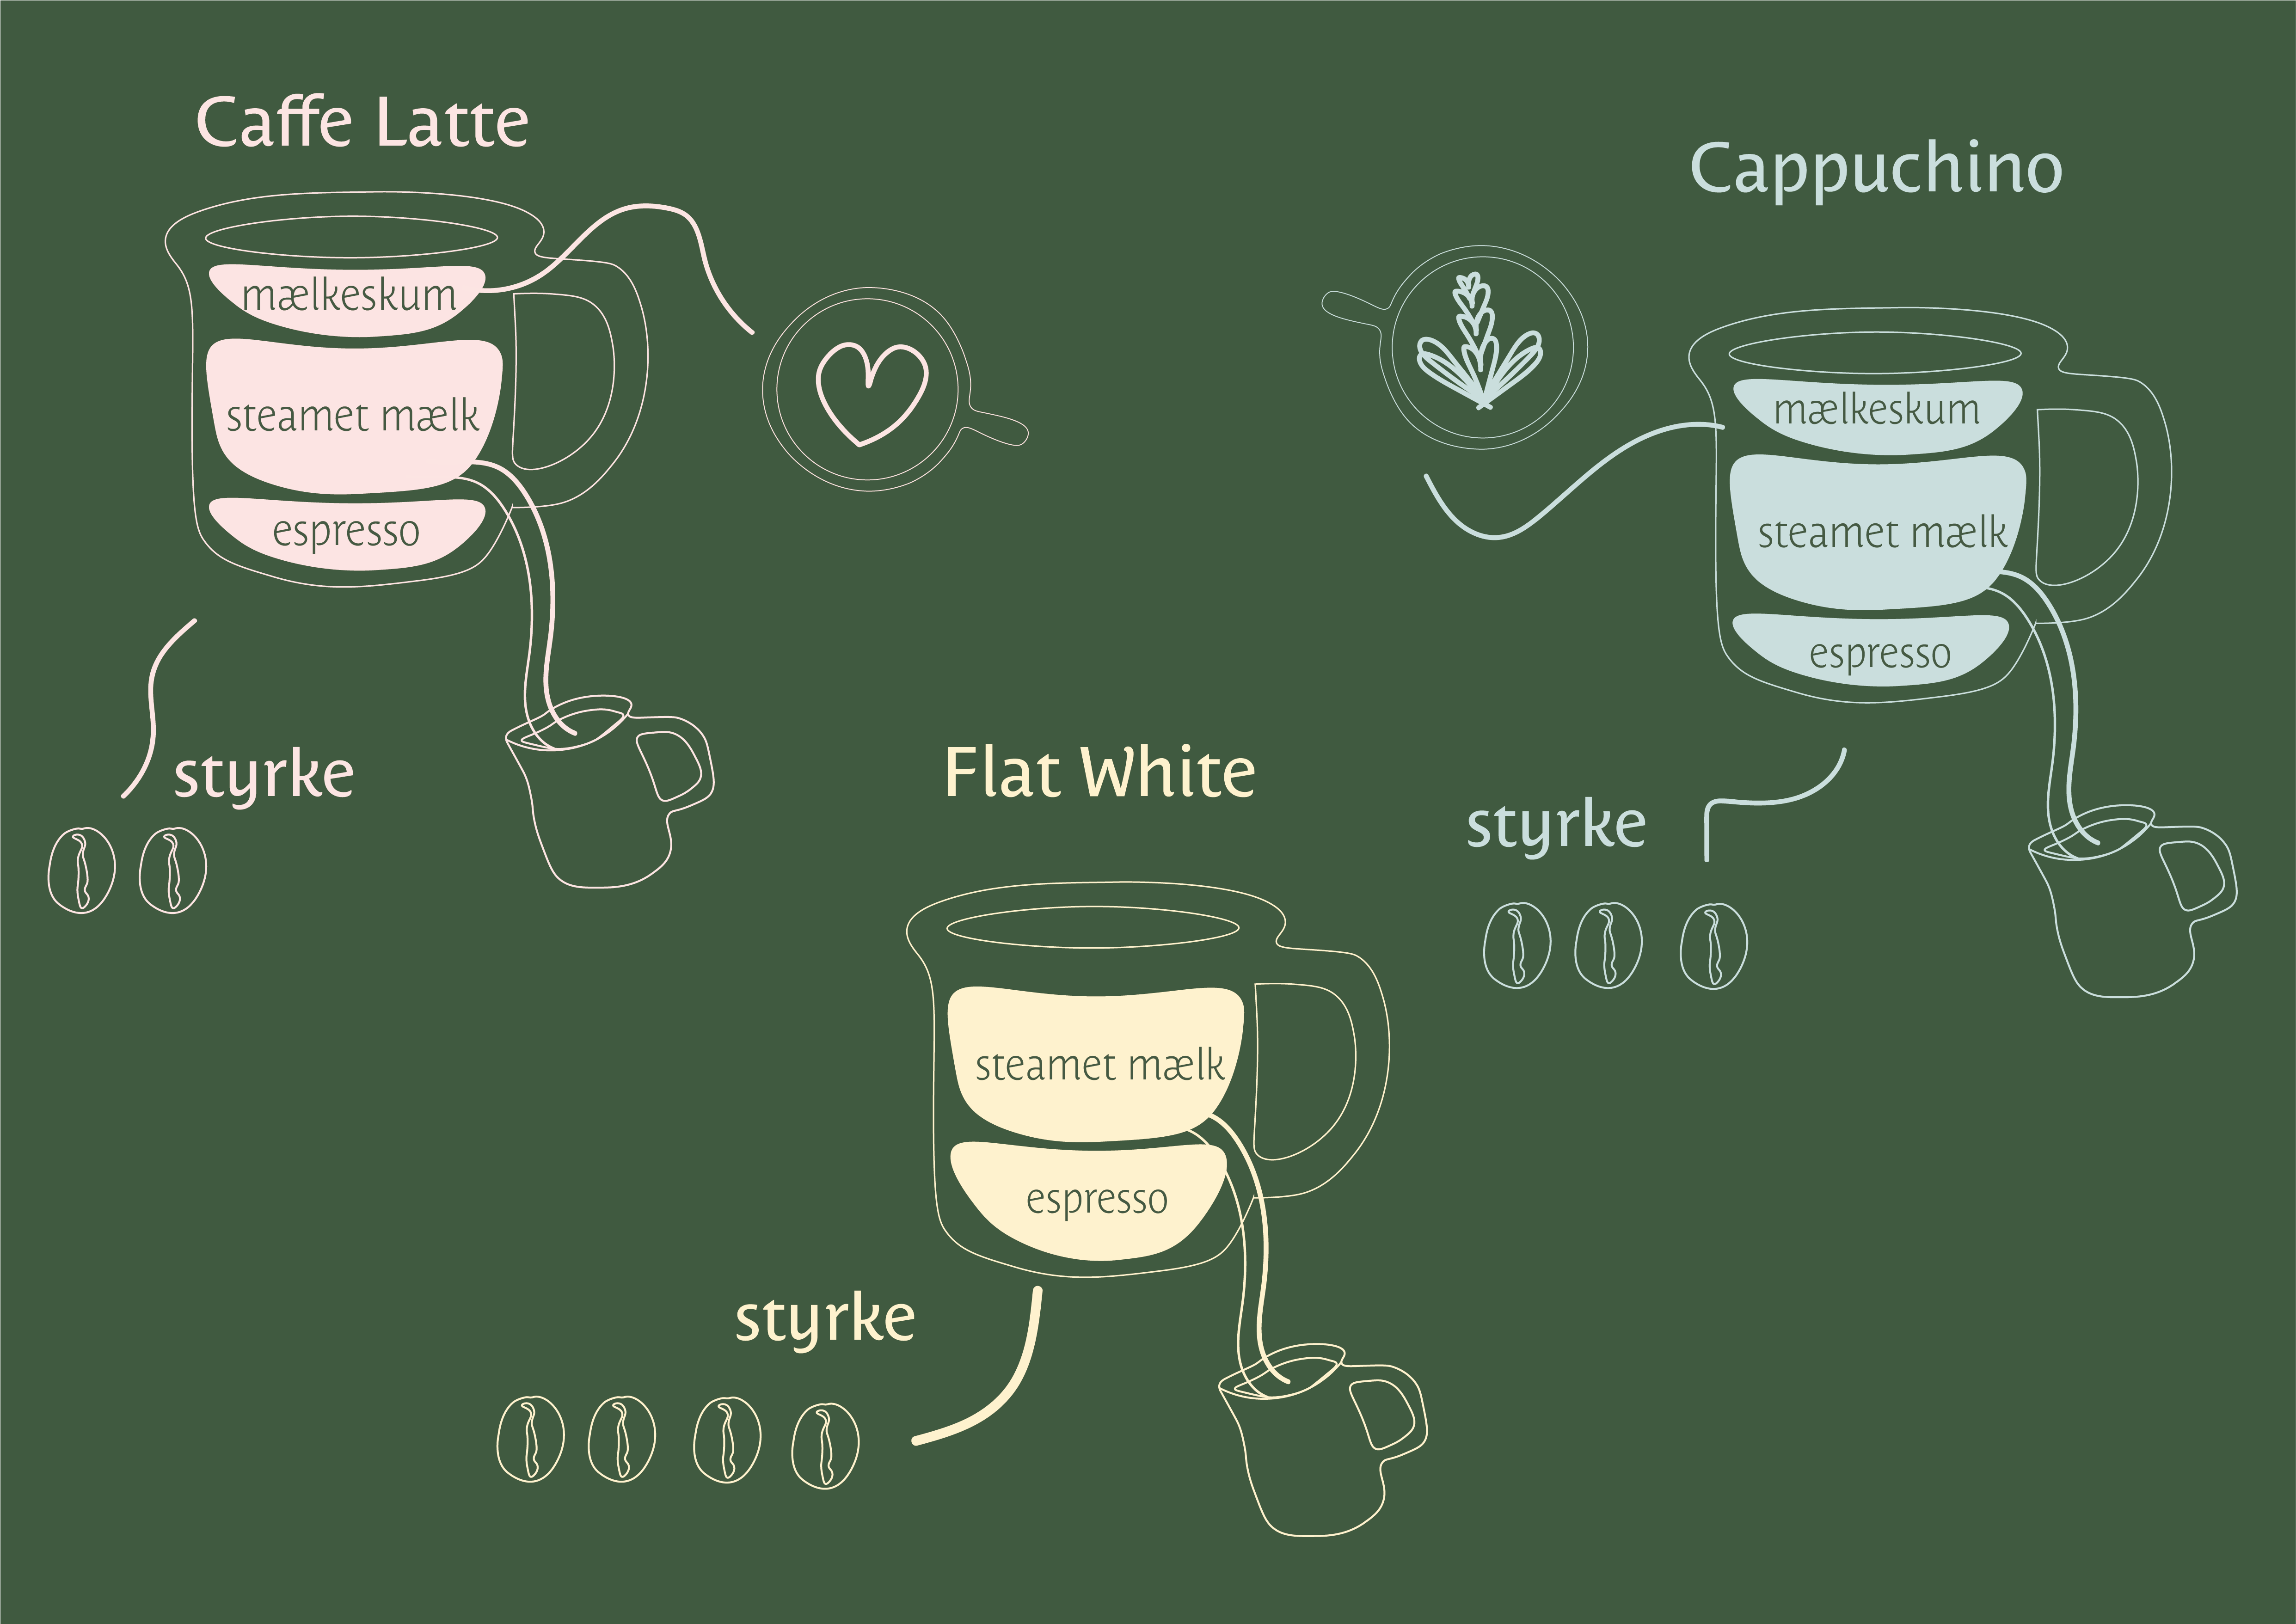 Caffe Latte
mælkeskum
steamet mælk
espresso
styrke
Cappuchino
mælkeskum
steamet mælk
espresso
styrke
Flat White
steamet mælk
espresso
styrke